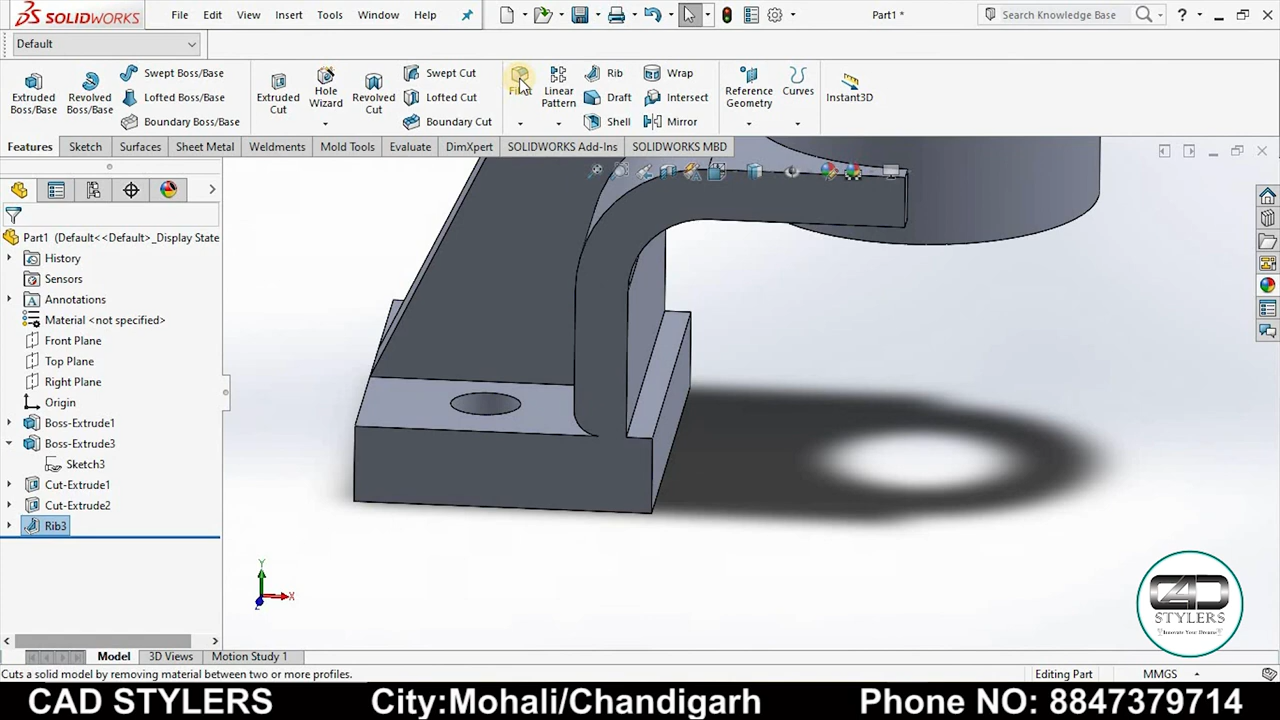 SOLIDWORKS File Edit View Insert Tools Window Help Part1 * Search Knowledge Base ?
Default
Extruded Boss/Base
Revolved Boss/Base
Swept Boss/Base
Lofted Boss/Base
Boundary Boss/Base
Extruded Cut
Hole Wizard
Revolved Cut
Swept Cut
Lofted Cut
Boundary Cut
Linear Pattern
Rib
Draft
Shell
Wrap
Intersect
Mirror
Reference Geometry
Curves
Instant3D
Features Sketch Surfaces Sheet Metal Weldments Mold Tools Evaluate DimXpert SOLIDWORKS Add-Ins SOLIDWORKS MBD
Part1 (Default<<Default>_Display State
History
Sensors
Annotations
Material <not specified>
Front Plane
Top Plane
Right Plane
Origin
Boss-Extrude1
Boss-Extrude3
Sketch3
Cut-Extrude1
Cut-Extrude2
Rib3
Y
X
Z
CAD
STYLERS
Innovate Your Dreams
Model 3D Views Motion Study 1
Cuts a solid model by removing material between two or more profiles. Editing Part MMGS
CAD STYLERS City:Mohali/Chandigarh Phone NO: 8847379714